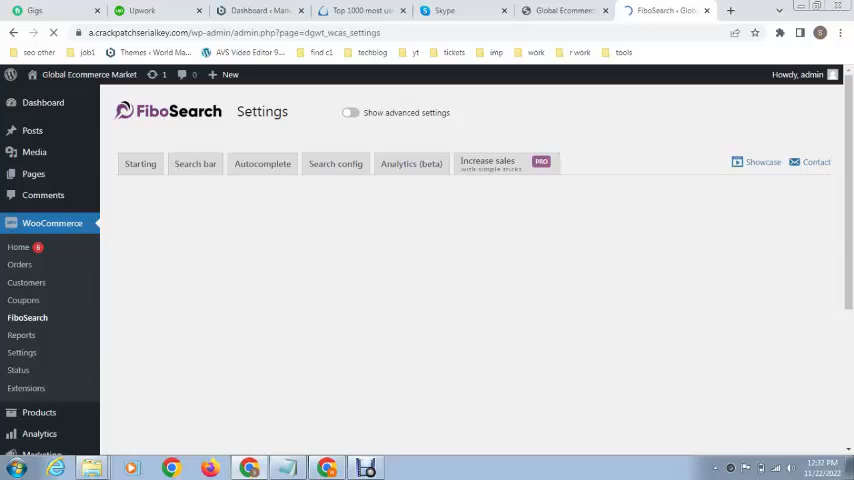 Gigs
Upwork
Dashboard ‹ Mark
Top 1000 most us
Skype
Global Ecommerc
FiboSearch ‹ Glob
a.crackpatchserialkey.com/wp-admin/admin.php?page=dgwt_wcas_settings
seo other
job1
Themes ‹ World Ma...
AVS Video Editor 9....
find c1
techblog
yt
tickets
imp
work
r work
tools
Global Ecommerce Market
1
0
New
Howdy, admin
Dashboard
Posts
Media
Pages
Comments
WooCommerce
Home 6
Orders
Customers
Coupons
FiboSearch
Reports
Settings
Status
Extensions
Products
Analytics
Marketing
FiboSearch
Settings
Show advanced settings
Starting
Search bar
Autocomplete
Search config
Analytics (beta)
Increase sales PRO
with simple tricks
Showcase
Contact
12:32 PM
11/22/2022